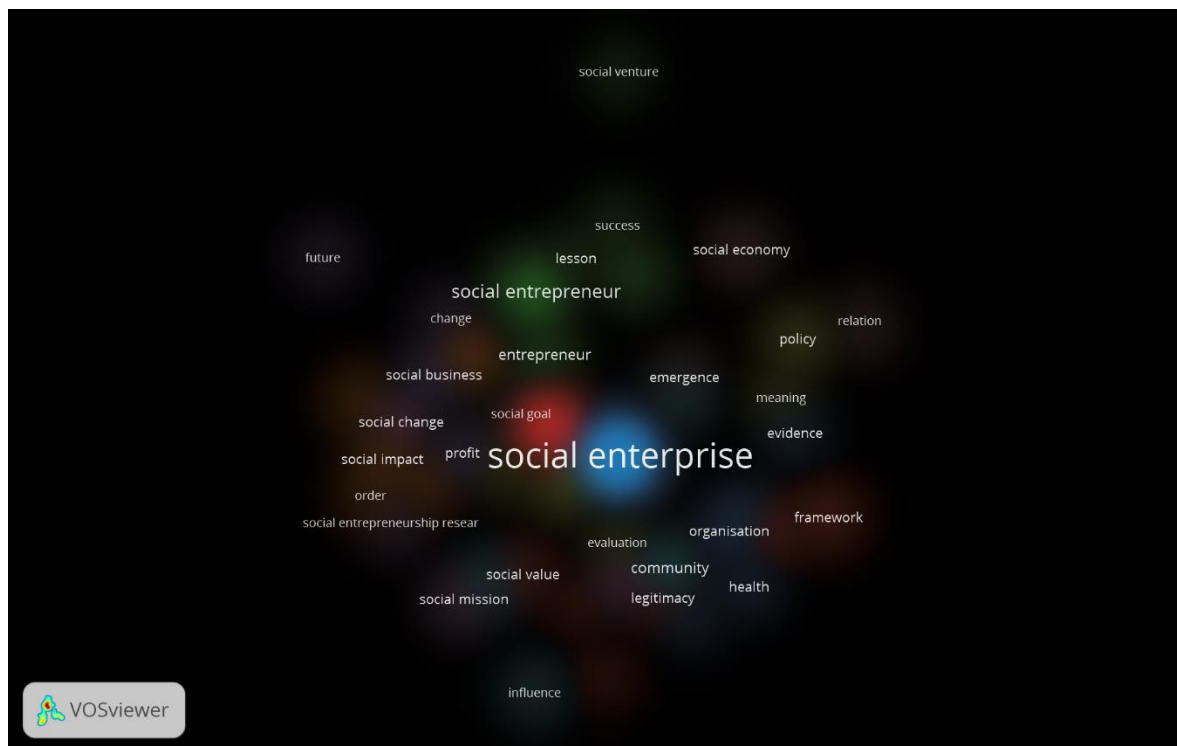 social venture
success
social economy
lesson
future
social entrepreneur
change
relation
policy
entrepreneur
social business
emergence
meaning
social goal
social change
evidence
social impact
profit
social enterprise
order
framework
social entrepreneurship resear
organisation
evaluation
community
social value
health
social mission
legitimacy
influence
VOSviewer